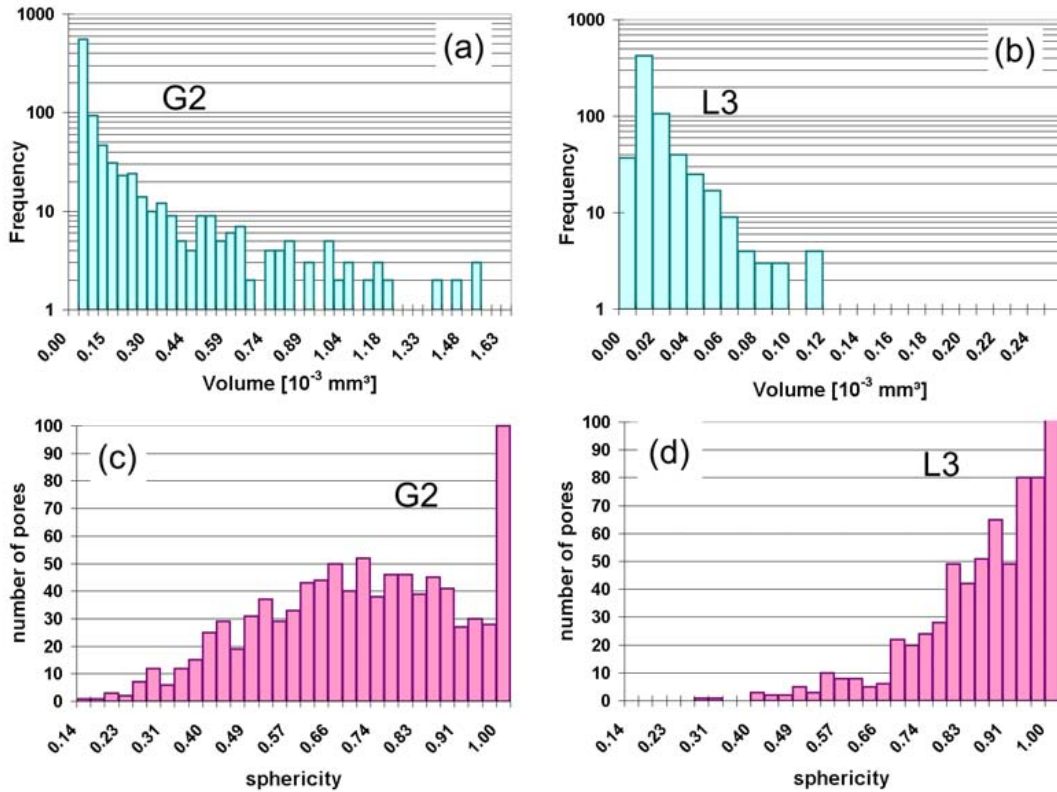 1000
100
10
1
Frequency
(a)
G2
0.00 0.15 0.30 0.44 0.59 0.74 0.89 1.04 1.18 1.33 1.48 1.63
Volume [10⁻³ mm³]
1000
100
10
1
Frequency
(b)
L3
0.00 0.02 0.04 0.06 0.08 0.10 0.12 0.14 0.16 0.18 0.20 0.22 0.24
Volume [10⁻³ mm³]
100
90
80
70
60
50
40
30
20
10
0
number of pores
(c)
G2
0.14 0.23 0.31 0.40 0.49 0.57 0.66 0.74 0.83 0.91 1.00
sphericity
100
90
80
70
60
50
40
30
20
10
0
number of pores
(d)
L3
0.14 0.23 0.31 0.40 0.49 0.57 0.66 0.74 0.83 0.91 1.00
sphericity